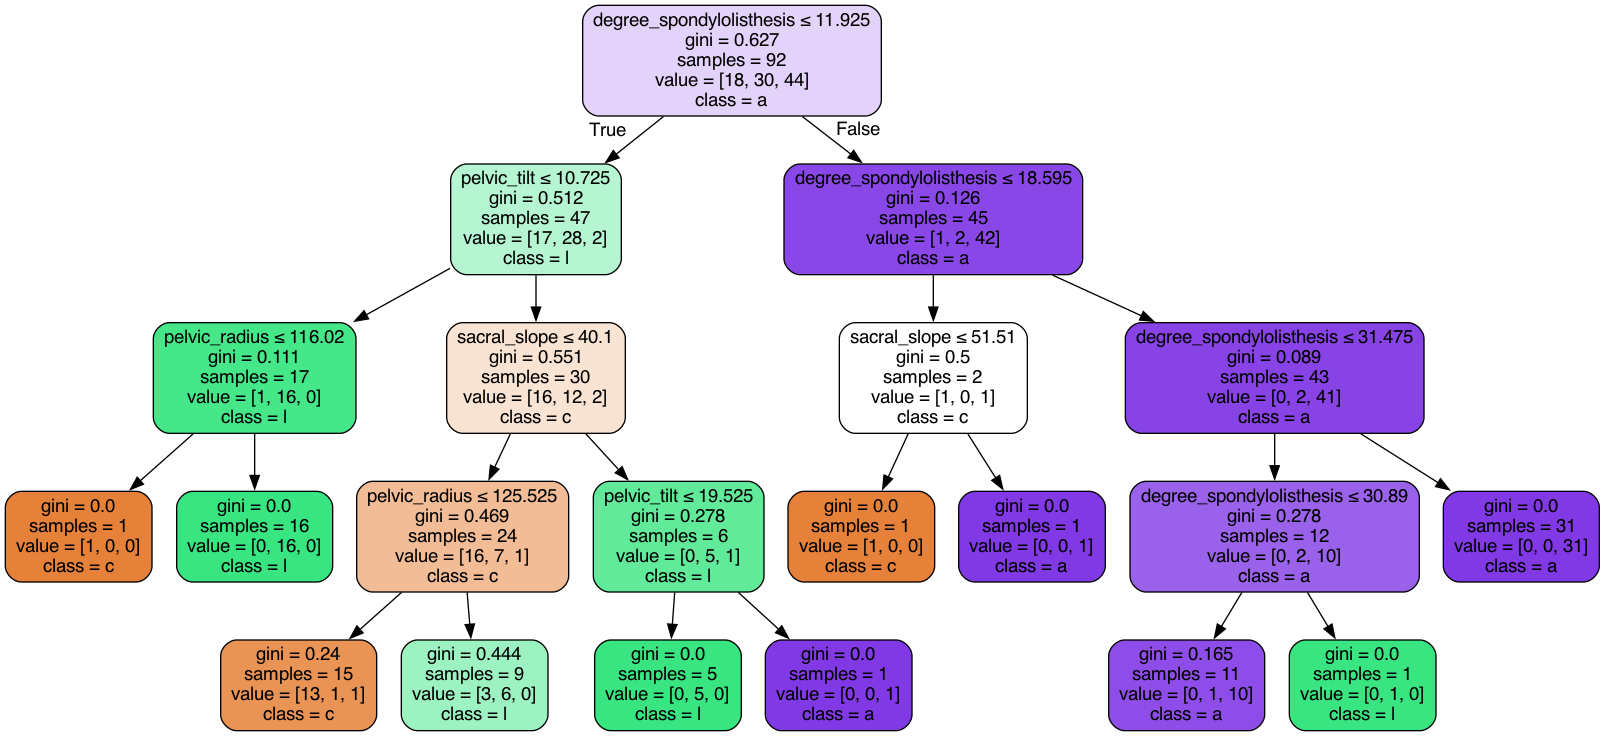 degree_spondylolisthesis ≤ 11.925
gini = 0.627
samples = 92
value = [18, 30, 44]
class = a
True
False
pelvic_tilt ≤ 10.725
gini = 0.512
samples = 47
value = [17, 28, 2]
class = l
degree_spondylolisthesis ≤ 18.595
gini = 0.126
samples = 45
value = [1, 2, 42]
class = a
pelvic_radius ≤ 116.02
gini = 0.111
samples = 17
value = [1, 16, 0]
class = l
sacral_slope ≤ 40.1
gini = 0.551
samples = 30
value = [16, 12, 2]
class = c
sacral_slope ≤ 51.51
gini = 0.5
samples = 2
value = [1, 0, 1]
class = c
degree_spondylolisthesis ≤ 31.475
gini = 0.089
samples = 43
value = [0, 2, 41]
class = a
gini = 0.0
samples = 1
value = [1, 0, 0]
class = c
gini = 0.0
samples = 16
value = [0, 16, 0]
class = l
pelvic_radius ≤ 125.525
gini = 0.469
samples = 24
value = [16, 7, 1]
class = c
pelvic_tilt ≤ 19.525
gini = 0.278
samples = 6
value = [0, 5, 1]
class = l
gini = 0.0
samples = 1
value = [1, 0, 0]
class = c
gini = 0.0
samples = 1
value = [0, 0, 1]
class = a
degree_spondylolisthesis ≤ 30.89
gini = 0.278
samples = 12
value = [0, 2, 10]
class = a
gini = 0.0
samples = 31
value = [0, 0, 31]
class = a
gini = 0.24
samples = 15
value = [13, 1, 1]
class = c
gini = 0.444
samples = 9
value = [3, 6, 0]
class = l
gini = 0.0
samples = 5
value = [0, 5, 0]
class = l
gini = 0.0
samples = 1
value = [0, 0, 1]
class = a
gini = 0.165
samples = 11
value = [0, 1, 10]
class = a
gini = 0.0
samples = 1
value = [0, 1, 0]
class = l